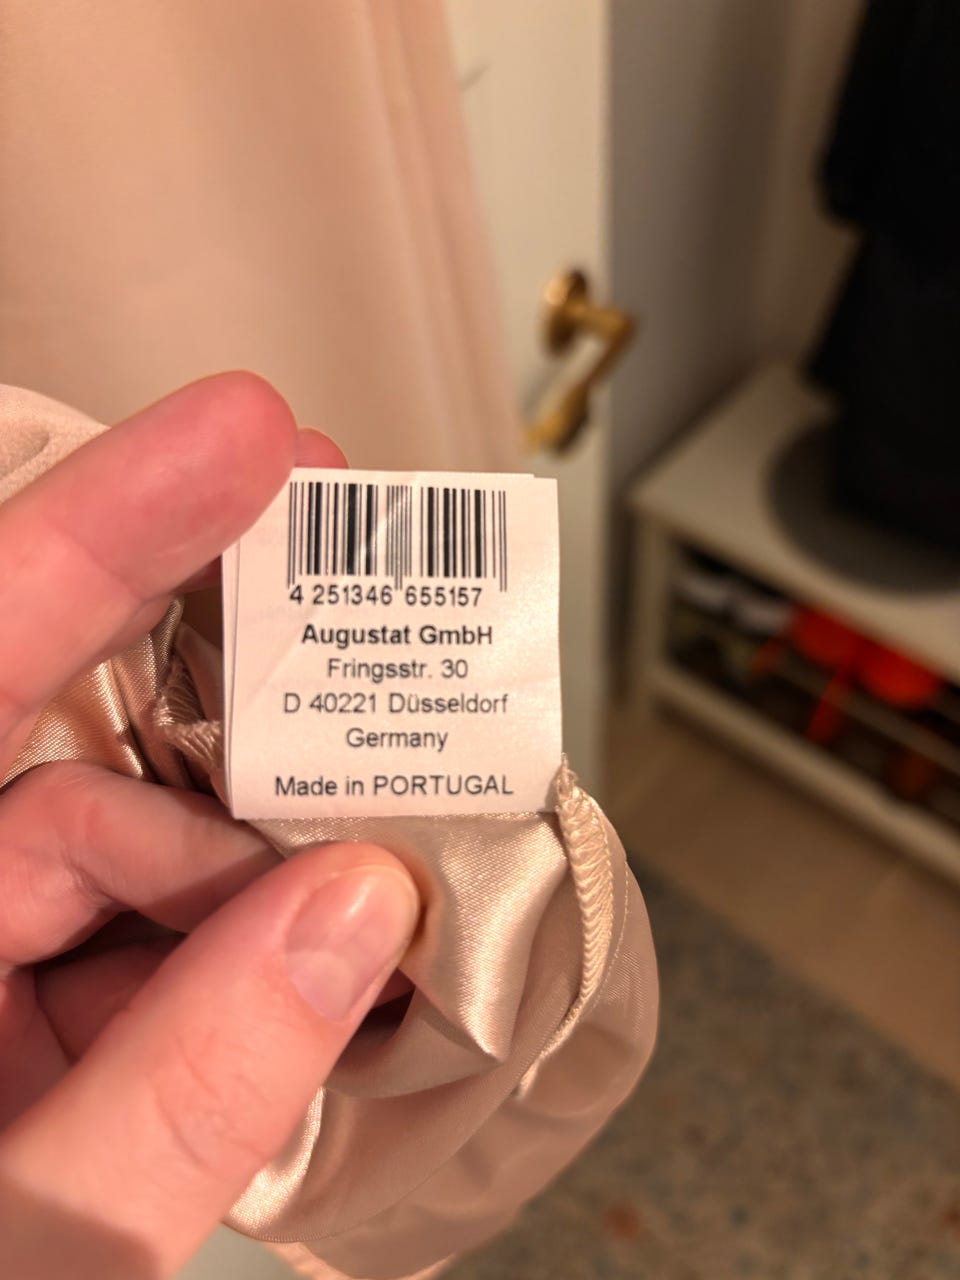 4 251346 655157
Augustat GmbH
Fringsstr. 30
D 40221 Düsseldorf
Germany
Made in PORTUGAL